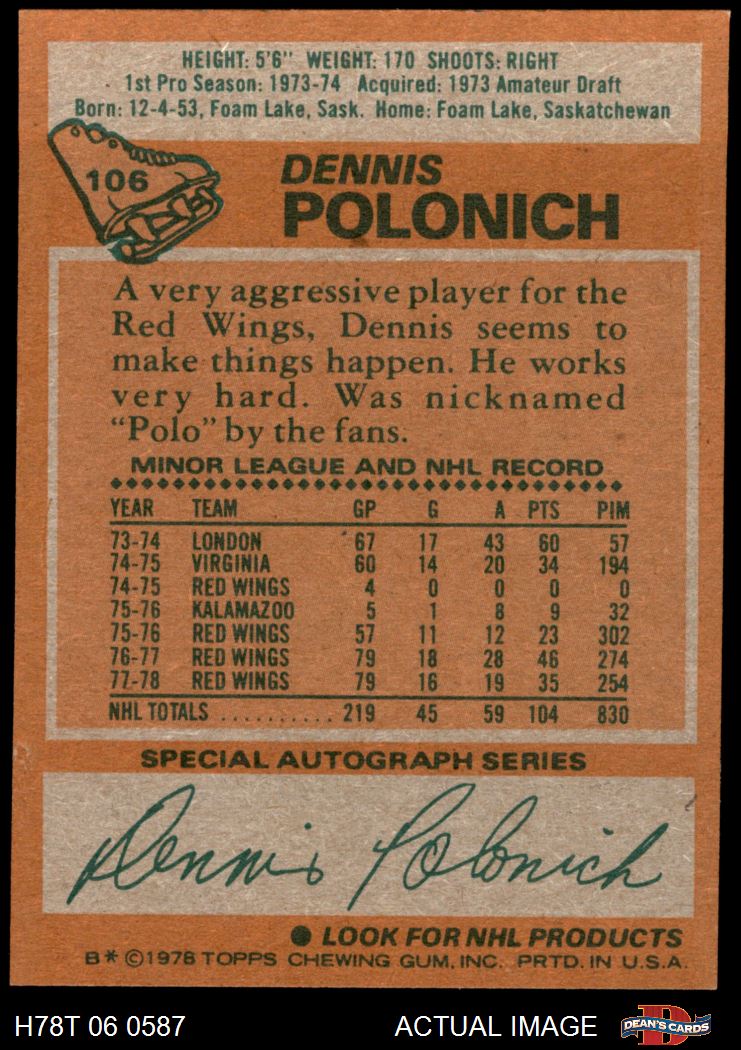 HEIGHT: 5'6" WEIGHT: 170 SHOOTS: RIGHT
1st Pro Season: 1973-74 Acquired: 1973 Amateur Draft
Born: 12-4-53, Foam Lake, Sask. Home: Foam Lake, Saskatchewan
106
DENNIS
POLONICH
A very aggressive player for the
Red Wings, Dennis seems to
make things happen. He works
very hard. Was nicknamed
"Polo" by the fans.
MINOR LEAGUE AND NHL RECORD
YEAR TEAM GP G A PTS PIM
73-74 LONDON 67 17 43 60 57
74-75 VIRGINIA 60 14 20 34 194
74-75 RED WINGS 4 0 0 0 0
75-76 KALAMAZOO 5 1 8 9 32
75-76 RED WINGS 57 11 12 23 302
76-77 RED WINGS 79 18 28 46 274
77-78 RED WINGS 79 16 19 35 254
NHL TOTALS .......... 219 45 59 104 830
SPECIAL AUTOGRAPH SERIES
Dennis Polonich
● LOOK FOR NHL PRODUCTS
B* ©1978 TOPPS CHEWING GUM, INC. PRTD. IN U.S.A.
H78T 06 0587 ACTUAL IMAGE
D
DEAN'S CARDS